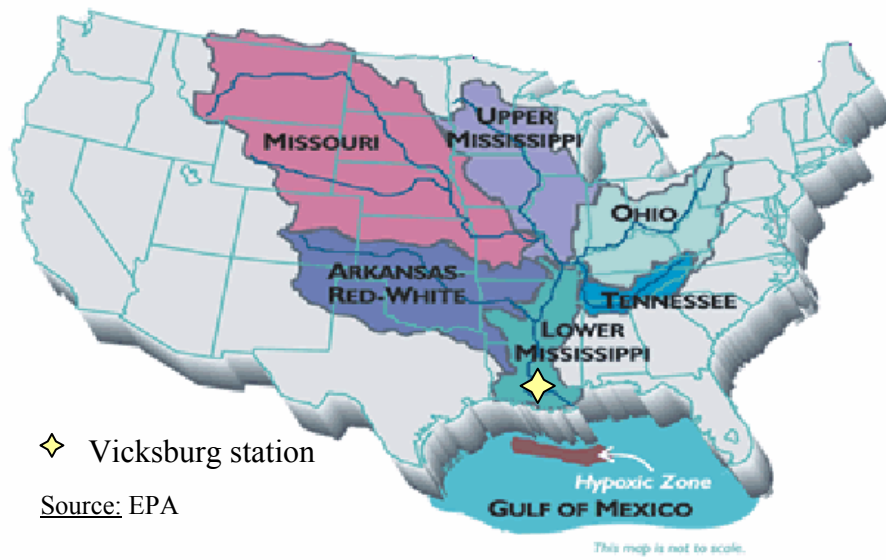 UPPER
MISSISSIPPI
MISSOURI
OHIO
ARKANSAS-
RED-WHITE
TENNESSEE
LOWER
MISSISSIPPI
Vicksburg station
Source: EPA
Hypoxic Zone
GULF OF MEXICO
This map is not to scale.